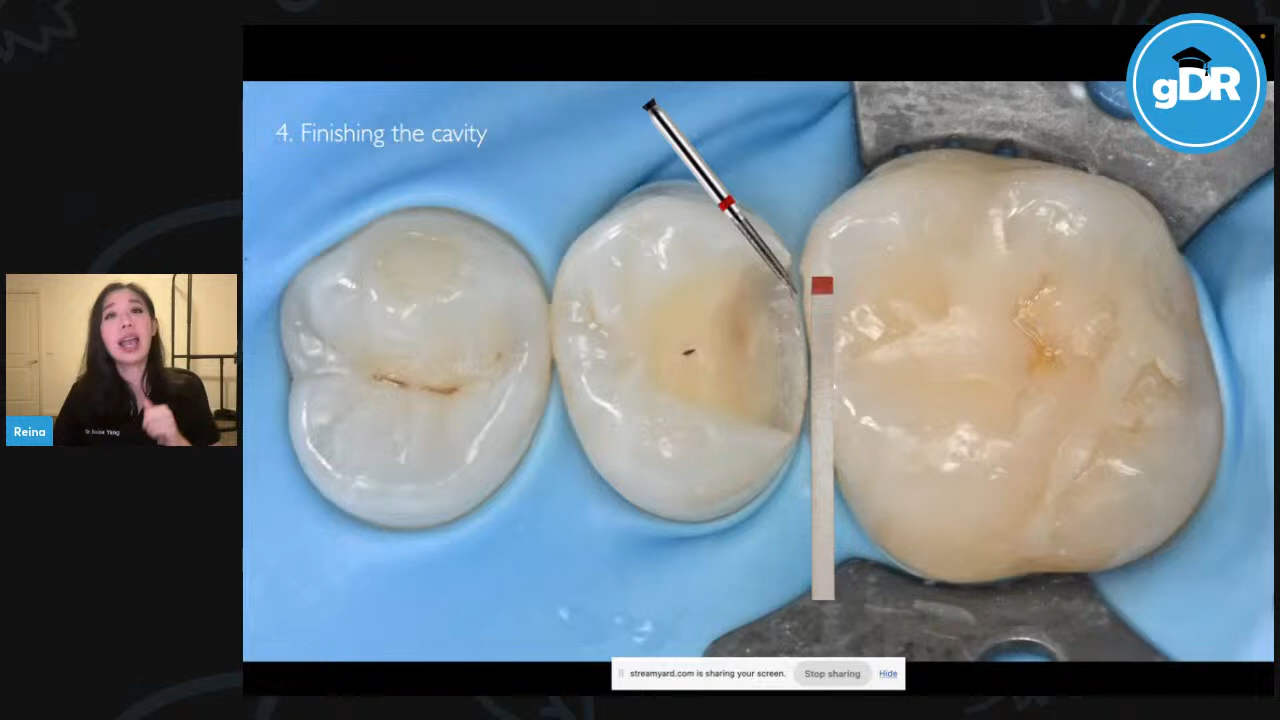 4. Finishing the cavity
gDR
Reina
streamyard.com is sharing your screen. Stop sharing Hide